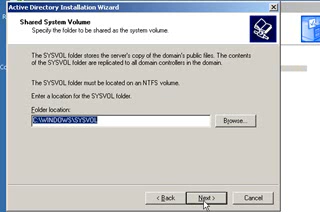 Active Directory Installation Wizard
Shared System Volume
Specify the folder to be shared as the system volume.
The SYSVOL folder stores the server's copy of the domain's public files. The contents
of SYSVOL folder are replicated to all domain controllers in the domain.
The SYSVOL folder must be located on an NTFS volume.
Enter a location for the SYSVOL folder.
Folder location:
C:\WINDOWS\SYSVOL
Browse...
< Back
Next >
Cancel